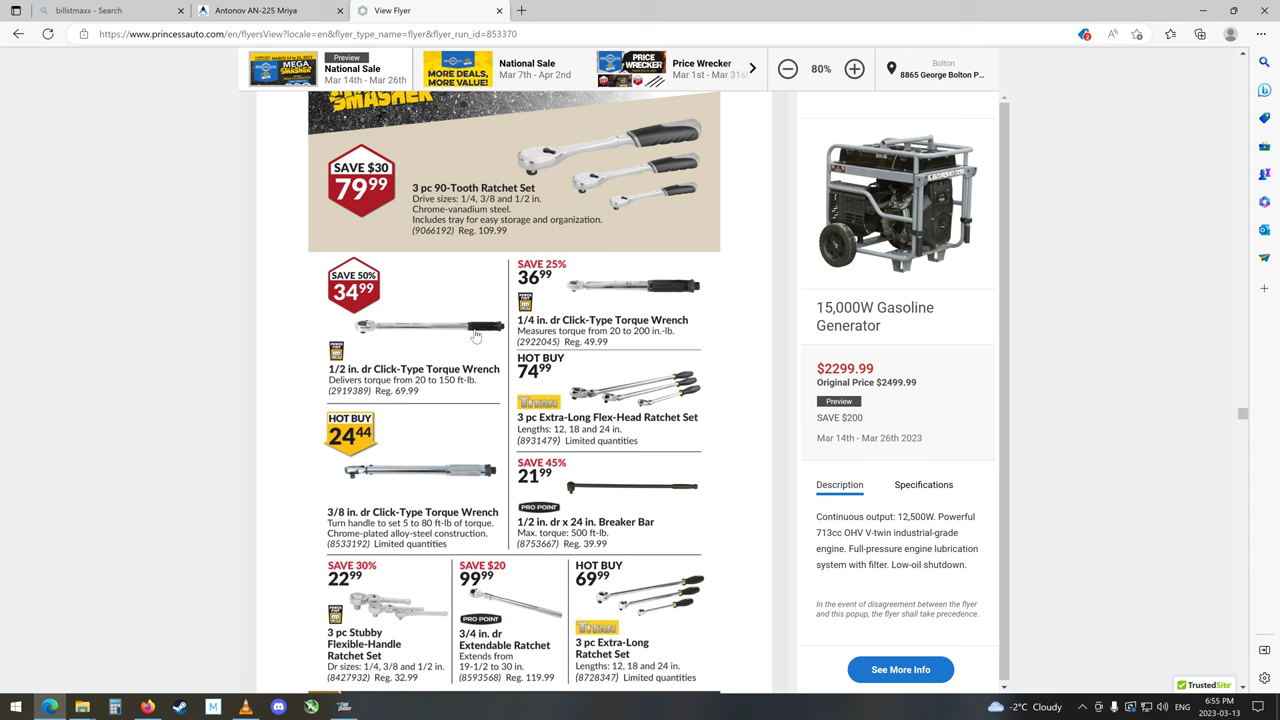 billstmaxx - Search
Antonov AN-225 Mriya
View Flyer
https://www.princessauto.com/en/flyersView?locale=en&flyer_type_name=flyer&flyer_run_id=853370
Preview
National Sale
Mar 14th - Mar 26th
MEGA
SMASHER
MORE DEALS,
MORE VALUE!
National Sale
Mar 7th - Apr 2nd
PRICE
WRECKER
Price Wrecker
Mar 1st - Mar 31st
80%
Bolton
8865 George Bolton P...
SMASHER
SAVE $30
79 99
3 pc 90-Tooth Ratchet Set
Drive sizes: 1/4, 3/8 and 1/2 in.
Chrome-vanadium steel.
Includes tray for easy storage and organization.
(9066192) Reg. 109.99
SAVE 50%
34 99
POWER
FIST
1/2 in. dr Click-Type Torque Wrench
Delivers torque from 20 to 150 ft-lb.
(2919389) Reg. 69.99
SAVE 25%
36 99
POWER
FIST
1/4 in. dr Click-Type Torque Wrench
Measures torque from 20 to 200 in.-lb.
(2922045) Reg. 49.99
HOT BUY
74 99
TITAN
3 pc Extra-Long Flex-Head Ratchet Set
Lengths: 12, 18 and 24 in.
(8931479) Limited quantities
HOT BUY
24 44
3/8 in. dr Click-Type Torque Wrench
Turn handle to set 5 to 80 ft-lb of torque.
Chrome-plated alloy-steel construction.
(8533192) Limited quantities
SAVE 45%
21 99
PRO.POINT
1/2 in. dr x 24 in. Breaker Bar
Max. torque: 500 ft-lb.
(8753667) Reg. 39.99
SAVE 30%
22 99
POWER
FIST
3 pc Stubby
Flexible-Handle
Ratchet Set
Dr sizes: 1/4, 3/8 and 1/2 in.
(8427932) Reg. 32.99
SAVE $20
99 99
PRO.POINT
3/4 in. dr
Extendable Ratchet
Extends from
19-1/2 to 30 in.
(8593568) Reg. 119.99
HOT BUY
69 99
TITAN
3 pc Extra-Long
Ratchet Set
Lengths: 12, 18 and 24 in.
(8728347) Limited quantities
15,000W Gasoline
Generator
$2299.99
Original Price $2499.99
Preview
SAVE $200
Mar 14th - Mar 26th 2023
Description
Specifications
Continuous output: 12,500W. Powerful
713cc OHV V-twin industrial-grade
engine. Full-pressure engine lubrication
system with filter. Low-oil shutdown.
In the event of disagreement between the flyer
and this popup, the flyer shall take precedence.
See More Info
TrustedSite
-2°C Cloudy
6:55 PM
2023-03-13